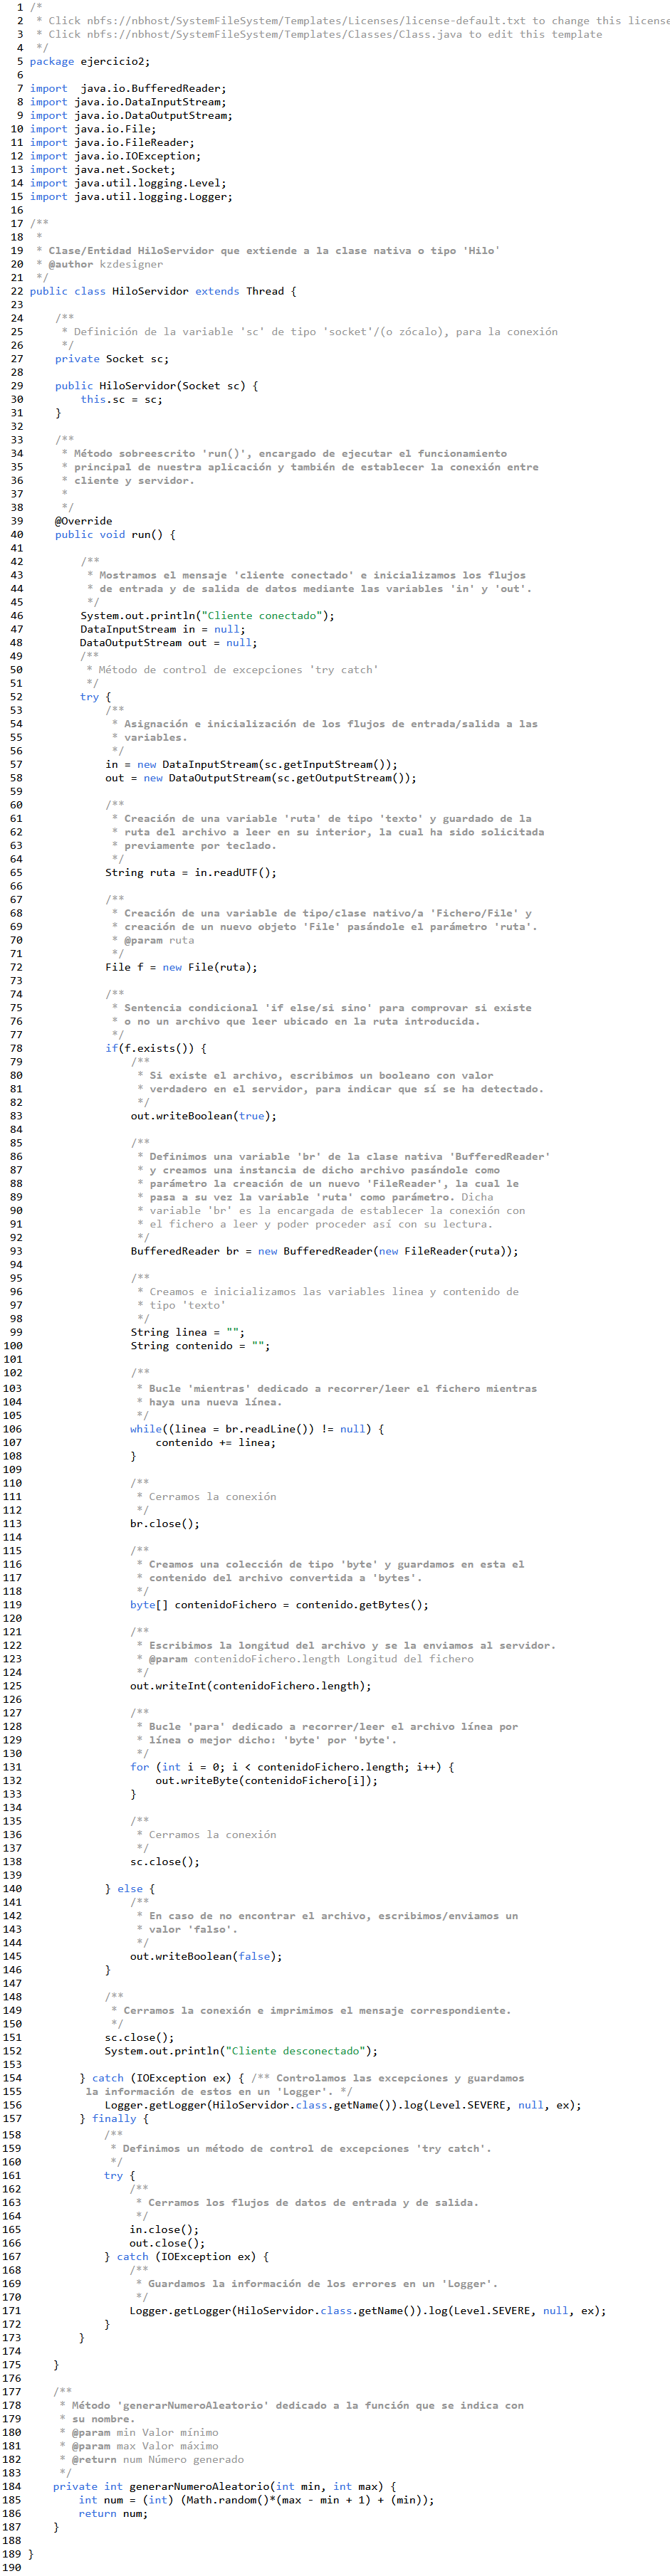 1 /*
2  * Click nbfs://nbhost/SystemFileSystem/Templates/Licenses/license-default.txt to change this license
3  * Click nbfs://nbhost/SystemFileSystem/Templates/Classes/Class.java to edit this template
4  */
5 package ejercicio2;
6
7 import  java.io.BufferedReader;
8 import java.io.DataInputStream;
9 import java.io.DataOutputStream;
10 import java.io.File;
11 import java.io.FileReader;
12 import java.io.IOException;
13 import java.net.Socket;
14 import java.util.logging.Level;
15 import java.util.logging.Logger;
16
17 /**
18  *
19  * Clase/Entidad HiloServidor que extiende a la clase nativa o tipo 'Hilo'
20  * @author kzdesigner
21  */
22 public class HiloServidor extends Thread {
23
24     /**
25      * Definición de la variable 'sc' de tipo 'socket'/(o zócalo), para la conexión
26      */
27     private Socket sc;
28
29     public HiloServidor(Socket sc) {
30         this.sc = sc;
31     }
32
33     /**
34      * Método sobreescrito 'run()', encargado de ejecutar el funcionamiento
35      * principal de nuestra aplicación y también de establecer la conexión entre
36      * cliente y servidor.
37      *
38      */
39     @Override
40     public void run() {
41
42         /**
43          * Mostramos el mensaje 'cliente conectado' e inicializamos los flujos
44          * de entrada y de salida de datos mediante las variables 'in' y 'out'.
45          */
46         System.out.println("Cliente conectado");
47         DataInputStream in = null;
48         DataOutputStream out = null;
49         /**
50          * Método de control de excepciones 'try catch'
51          */
52         try {
53             /**
54              * Asignación e inicialización de los flujos de entrada/salida a las
55              * variables.
56              */
57             in = new DataInputStream(sc.getInputStream());
58             out = new DataOutputStream(sc.getOutputStream());
59
60             /**
61              * Creación de una variable 'ruta' de tipo 'texto' y guardado de la
62              * ruta del archivo a leer en su interior, la cual ha sido solicitada
63              * previamente por teclado.
64              */
65             String ruta = in.readUTF();
66
67             /**
68              * Creación de una variable de tipo/clase nativo/a 'Fichero/File' y
69              * creación de un nuevo objeto 'File' pasándole el parámetro 'ruta'.
70              * @param ruta
71              */
72             File f = new File(ruta);
73
74             /**
75              * Sentencia condicional 'if else/si sino' para comprovar si existe
76              * o no un archivo que leer ubicado en la ruta introducida.
77              */
78             if(f.exists()) {
79                 /**
80                  * Si existe el archivo, escribimos un booleano con valor
81                  * verdadero en el servidor, para indicar que sí se ha detectado.
82                  */
83                 out.writeBoolean(true);
84
85                 /**
86                  * Definimos una variable 'br' de la clase nativa 'BufferedReader'
87                  * y creamos una instancia de dicho archivo pasándole como
88                  * parámetro la creación de un nuevo 'FileReader', la cual le
89                  * pasa a su vez la variable 'ruta' como parámetro. Dicha
90                  * variable 'br' es la encargada de establecer la conexión con
91                  * el fichero a leer y poder proceder así con su lectura.
92                  */
93                 BufferedReader br = new BufferedReader(new FileReader(ruta));
94
95                 /**
96                  * Creamos e inicializamos las variables linea y contenido de
97                  * tipo 'texto'
98                  */
99                 String linea = "";
100                 String contenido = "";
101
102                 /**
103                  * Bucle 'mientras' dedicado a recorrer/leer el fichero mientras
104                  * haya una nueva línea.
105                  */
106                 while((linea = br.readLine()) != null) {
107                     contenido += linea;
108                 }
109
110                 /**
111                  * Cerramos la conexión
112                  */
113                 br.close();
114
115                 /**
116                  * Creamos una colección de tipo 'byte' y guardamos en esta el
117                  * contenido del archivo convertida a 'bytes'.
118                  */
119                 byte[] contenidoFichero = contenido.getBytes();
120
121                 /**
122                  * Escribimos la longitud del archivo y se la enviamos al servidor.
123                  * @param contenidoFichero.length Longitud del fichero
124                  */
125                 out.writeInt(contenidoFichero.length);
126
127                 /**
128                  * Bucle 'para' dedicado a recorrer/leer el archivo línea por
129                  * línea o mejor dicho: 'byte' por 'byte'.
130                  */
131                 for (int i = 0; i < contenidoFichero.length; i++) {
132                     out.writeByte(contenidoFichero[i]);
133                 }
134
135                 /**
136                  * Cerramos la conexión
137                  */
138                 sc.close();
139
140             } else {
141                 /**
142                  * En caso de no encontrar el archivo, escribimos/enviamos un
143                  * valor 'falso'.
144                  */
145                 out.writeBoolean(false);
146             }
147
148             /**
149              * Cerramos la conexión e imprimimos el mensaje correspondiente.
150              */
151             sc.close();
152             System.out.println("Cliente desconectado");
153
154         } catch (IOException ex) { /** Controlamos las excepciones y guardamos
155          la información de estos en un 'Logger'. */
156             Logger.getLogger(HiloServidor.class.getName()).log(Level.SEVERE, null, ex);
157         } finally {
158             /**
159              * Definimos un método de control de excepciones 'try catch'.
160              */
161             try {
162                 /**
163                  * Cerramos los flujos de datos de entrada y de salida.
164                  */
165                 in.close();
166                 out.close();
167             } catch (IOException ex) {
168                 /**
169                  * Guardamos la información de los errores en un 'Logger'.
170                  */
171                 Logger.getLogger(HiloServidor.class.getName()).log(Level.SEVERE, null, ex);
172             }
173         }
174
175     }
176
177     /**
178      * Método 'generarNumeroAleatorio' dedicado a la función que se indica con
179      * su nombre.
180      * @param min Valor mínimo
181      * @param max Valor máximo
182      * @return num Número generado
183      */
184     private int generarNumeroAleatorio(int min, int max) {
185         int num = (int) (Math.random()*(max - min + 1) + (min));
186         return num;
187     }
188
189 }
190